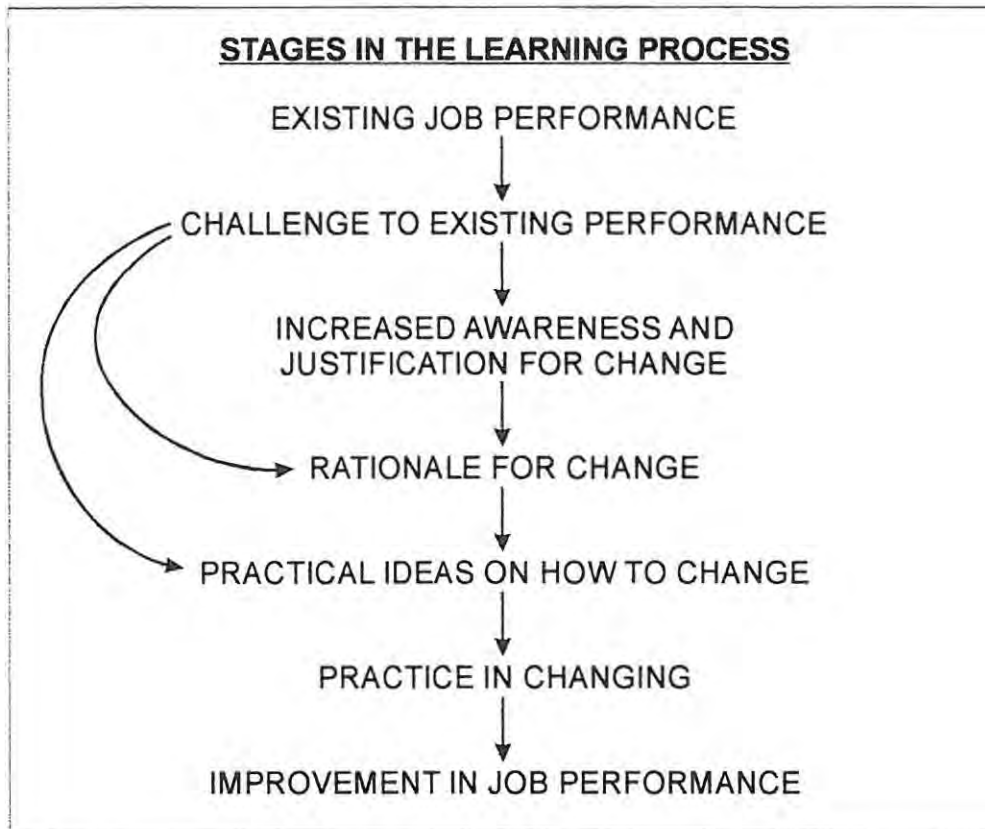 STAGES IN THE LEARNING PROCESS
EXISTING JOB PERFORMANCE
CHALLENGE TO EXISTING PERFORMANCE
INCREASED AWARENESS AND
JUSTIFICATION FOR CHANGE
RATIONALE FOR CHANGE
PRACTICAL IDEAS ON HOW TO CHANGE
PRACTICE IN CHANGING
IMPROVEMENT IN JOB PERFORMANCE